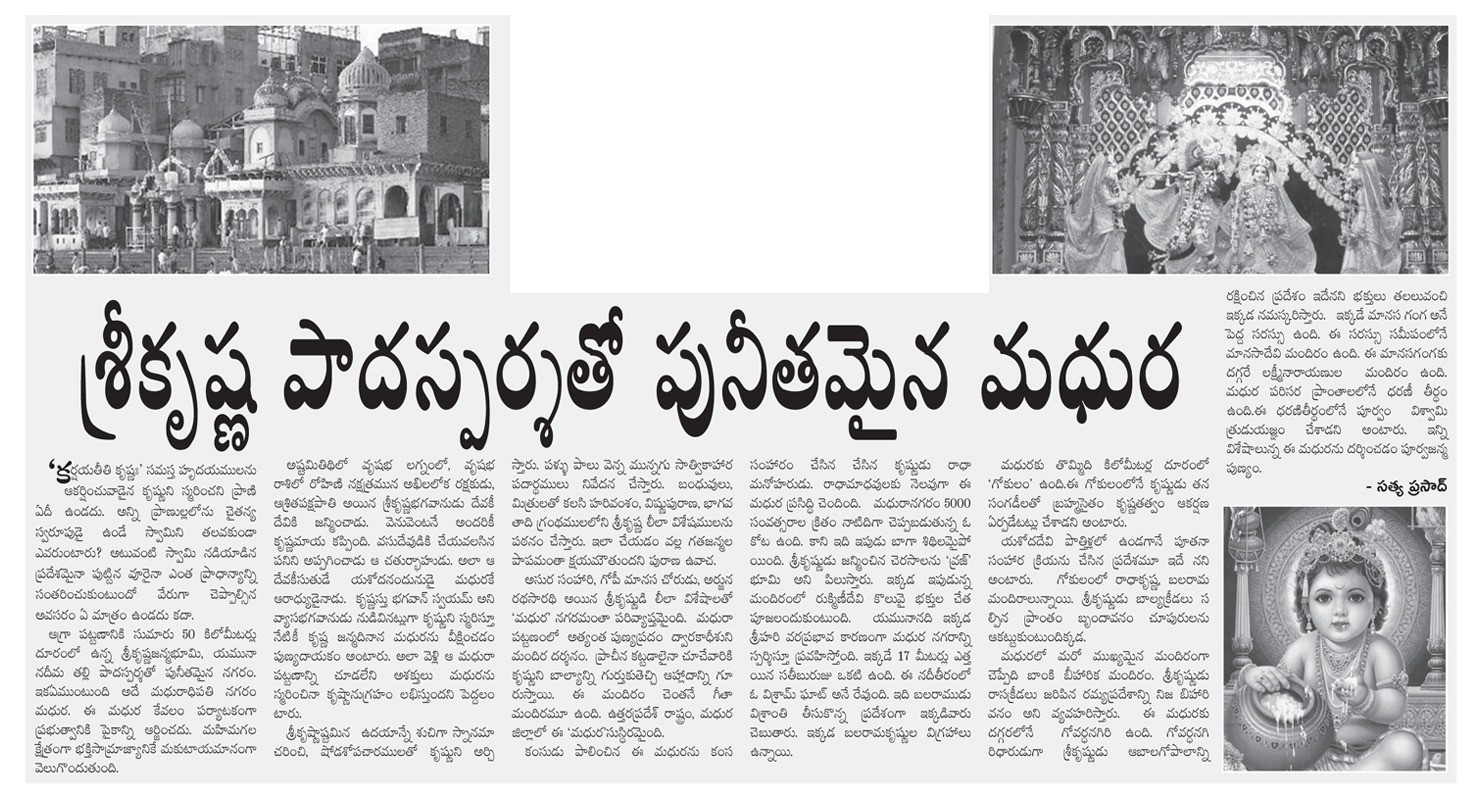 శ్రీకృష్ణ పాదస్పర్శతో పునీతమైన మధుర
‘కర్షయతీతి కృష్ణః’ సమస్త హృదయములను
ఆకర్షించువాడైన కృష్ణుని స్మరించని ప్రాణి
ఏదీ ఉండదు. అన్ని ప్రాణుల్లలోను చైతన్య
స్వరూపుడై ఉండే స్వామిని తలవకుండా
ఎవరుంటారు? అటువంటి స్వామి నడియాడిన
ప్రదేశమైనా పుట్టిన వూరైనా ఎంత ప్రాధాన్యాన్ని
సంతరించుకుంటుందో వేరుగా చెప్పాల్సిన
అవసరం ఏ మాత్రం ఉండదు కదా.
ఆగ్రా పట్టణానికి సుమారు 50 కిలోమీటర్లు
దూరంలో ఉన్న శ్రీకృష్ణజన్మభూమి, యమునా
నదీమ తల్లి పాదస్పర్శతో పునీతమైన నగరం.
ఇకఏముంటుంది అదే మధురాధిపతి నగరం
మధుర. ఈ మధుర కేవలం పర్యాటకంగా
ప్రభుత్వానికి పైకాన్ని ఆర్జించదు. మహిమగల
క్షేత్రంగా భక్తిసామ్రాజ్యానికే మకుటాయమానంగా
వెలుగొందుతుంది.
అష్టమితిథిలో వృషభ లగ్నంలో, వృషభ
రాశిలో రోహిణి నక్షత్రమున అఖిలలోక రక్షకుడు,
ఆశ్రితపక్షపాతి అయిన శ్రీకృష్ణభగవానుడు దేవకీ
దేవికి జన్మించాడు. వెనువెంటనే అందరికీ
కృష్ణమాయ కప్పింది. వసుదేవుడికి చేయవలసిన
పనిని అప్పగించాడు ఆ చతుర్భాహుడు. అలా ఆ
దేవకీసుతుడే యశోదనందనుడై మధురకే
ఆరాధ్యుడైనాడు. కృష్ణస్తు భగవాన్ స్వయమ్ అని
వ్యాసభగవానుడు నుడివినట్లుగా కృష్ణుని స్మరిస్తూ
నేటికీ కృష్ణ జన్మదినాన మధురను వీక్షించడం
పుణ్యదాయకం అంటారు. అలా వెళ్లి ఆ మధురా
పట్టణాన్ని చూడలేని అశక్తులు మధురను
స్మరించినా కృష్ణానుగ్రహం లభిస్తుందని పెద్దలం
టారు.
శ్రీకృష్ణాష్టమిన ఉదయాన్నే శుచిగా స్నానమా
చరించి, షోడశోపచారములతో కృష్ణుని అర్చి
స్తారు. పళ్ళు పాలు వెన్న మున్నగు సాత్వికాహార
పదార్థములు నివేదన చేస్తారు. బంధువులు,
మిత్రులతో కలసి హరివంశం, విష్ణుపురాణ, భాగవ
తాది గ్రంథములలోని శ్రీకృష్ణ లీలా విశేషములను
పఠనం చేస్తారు. ఇలా చేయడం వల్ల గతజన్మల
పాపమంతా క్షయమౌతుందని పురాణ ఉవాచ.
అసుర సంహారి, గోపీ మానస చోరుడు, అర్జున
రథసారథి అయిన శ్రీకృష్ణుడి లీలా విశేషాలతో
‘మధుర’ నగరమంతా పరివ్యాప్తమైంది. మధురా
పట్టణంలో అత్యంత పుణ్యప్రదం ద్వారకాధీశుని
మందిర దర్శనం. ప్రాచీన కట్టడాలైనా చూచేవారికి
కృష్ణుని బాల్యాన్ని గుర్తుకుతెచ్చి ఆహ్లాదాన్ని గూ
రుస్తాయి. ఈ మందిరం చెంతనే గీతా
మందిరమూ ఉంది. ఉత్తరప్రదేశ్ రాష్ట్రం, మధుర
జిల్లాలో ఈ ‘మధుర’సుస్థిరమైంది.
కంసుడు పాలించిన ఈ మధురను కంస
సంహారం చేసిన చేసిన కృష్ణుడు రాధా
మనోహరుడు. రాధామాధవులకు నెలవుగా ఈ
మధుర ప్రసిద్ధి చెందింది. మధురానగరం 5000
సంవత్సరాల క్రితం నాటిదిగా చెప్పబడుతున్న ఓ
కోట ఉంది. కాని ఇది ఇపుడు బాగా శిథిలమైపో
యింది. శ్రీకృష్ణుడు జన్మించిన చెరసాలను ‘వ్రజ్’
భూమి అని పిలుస్తారు. ఇక్కడ ఇపుడున్న
మందిరంలో రుక్మిణీదేవి కొలువై భక్తుల చేత
పూజలందుకుంటుంది. యమునానది ఇక్కడ
శ్రీహరి వరప్రభావ కారణంగా మధుర నగరాన్ని
స్పర్శిస్తూ ప్రవహిస్తోంది. ఇక్కడే 17 మీటర్లు ఎత్త
యిన సతీబురుజు ఒకటి ఉంది. ఈ నదీతీరంలో
ఓ విశ్రామ్ ఘాట్ అనే రేవుంది. ఇది బలరాముడు
విశ్రాంతి తీసుకొన్న ప్రదేశంగా ఇక్కడివారు
చెబుతారు. ఇక్కడ బలరామకృష్ణుల విగ్రహాలు
ఉన్నాయి.
మధురకు తొమ్మిది కిలోమీటర్ల దూరంలో
‘గోకులం’ ఉంది.ఈ గోకులంలోనే కృష్ణుడు తన
సంగడీలతో బ్రహ్మసైతం కృష్ణతత్వం ఆకర్షణ
ఏర్పడేటట్లు చేశాడని అంటారు.
యశోదదేవి పొత్తిళ్లలో ఉండగానే పూతనా
సంహార క్రియను చేసిన ప్రదేశమూ ఇదే నని
అంటారు. గోకులంలో రాధాకృష్ణ, బలరామ
మందిరాలున్నాయి. శ్రీకృష్ణుడు బాల్యక్రీడలు స
ల్పిన ప్రాంతం బృందావనం చూపురులను
ఆకట్టుకుంటుందిక్కడ.
మధురలో మరో ముఖ్యమైన మందిరంగా
చెప్పేది బాంకె బీహారిక మందిరం. శ్రీకృష్ణుడు
రాసక్రీడలు జరిపిన రమ్యప్రదేశాన్ని నిజ బిహారి
వనం అని వ్యవహరిస్తారు. ఈ మధురకు
దగ్గరలోనే గోవర్ధనగిరి ఉంది. గోవర్ధనగి
రిధారుడుగా శ్రీకృష్ణుడు ఆబాలగోపాలాన్ని
రక్షించిన ప్రదేశం ఇదేనని భక్తులు తలలువంచి
ఇక్కడ నమస్కరిస్తారు. ఇక్కడే మానస గంగ అనే
పెద్ద సరస్సు ఉంది. ఈ సరస్సు సమీపంలోనే
మానసాదేవి మందిరం ఉంది. ఈ మానసగంగకు
దగ్గరే లక్ష్మీనారాయణుల మందిరం ఉంది.
మధుర పరిసర ప్రాంతాలలోనే ధరణీ తీర్థం
ఉంది.ఈ ధరణితీర్థంలోనే పూర్వం విశ్వామి
త్రుడుయజ్ఞం చేశాడని అంటారు. ఇన్ని
విశేషాలున్న ఈ మధురను దర్శించడం పూర్వజన్మ
పుణ్యం.
- సత్య ప్రసాద్